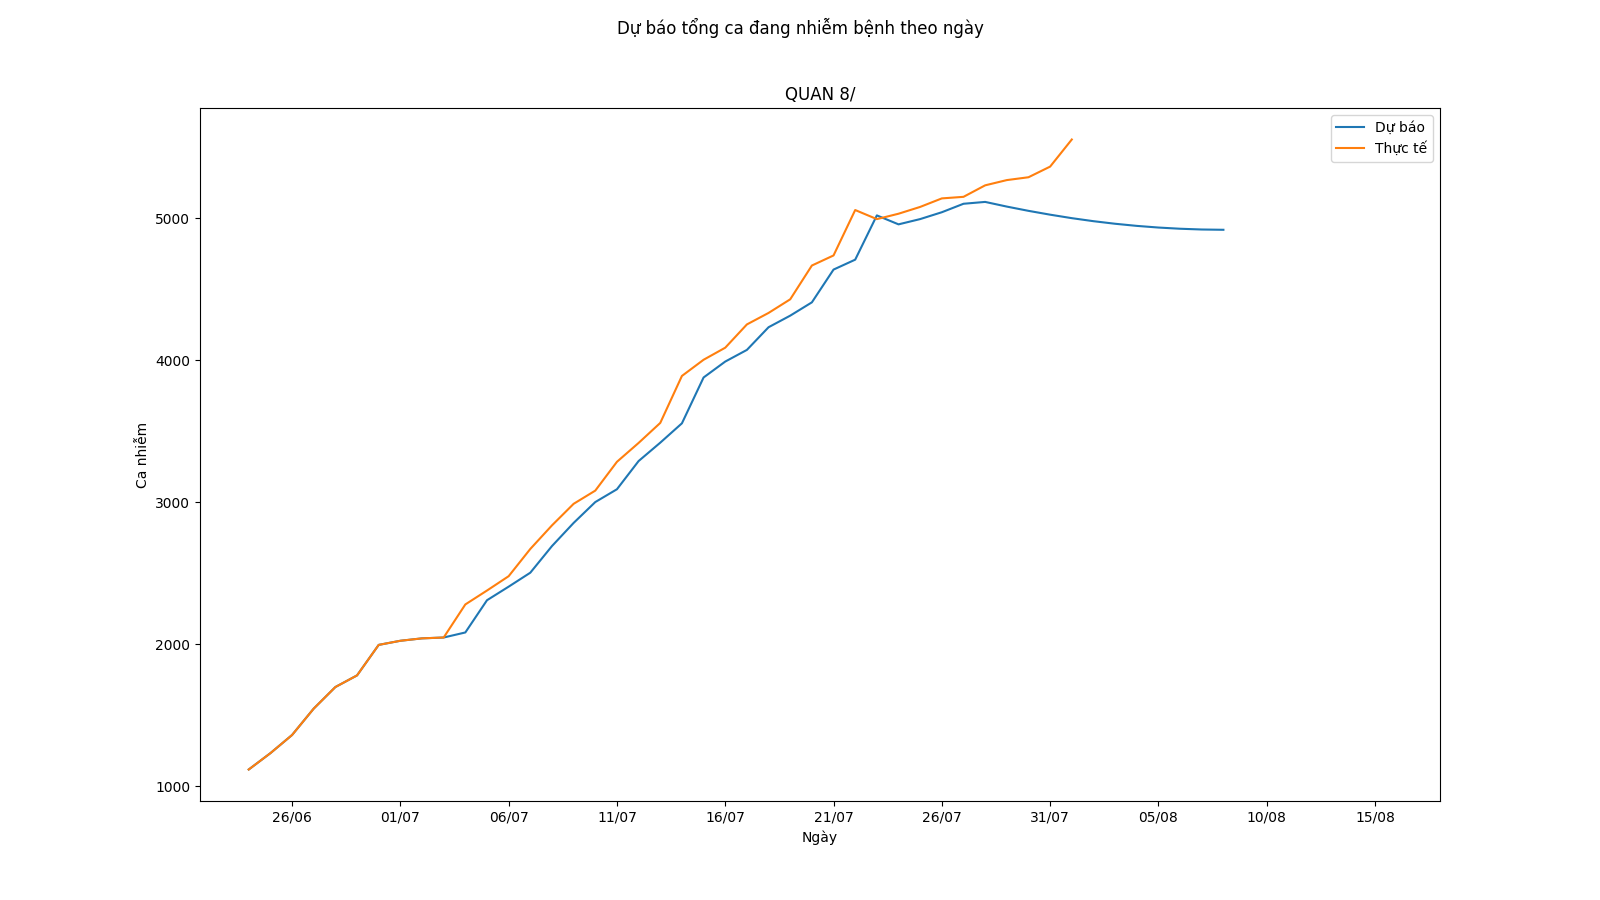 Dự báo tổng ca đang nhiễm bệnh theo ngày
QUAN 8/
Dự báo
Thực tế
5000
4000
3000
2000
1000
Ca nhiễm
26/06 01/07 06/07 11/07 16/07 21/07 26/07 31/07 05/08 10/08 15/08
Ngày